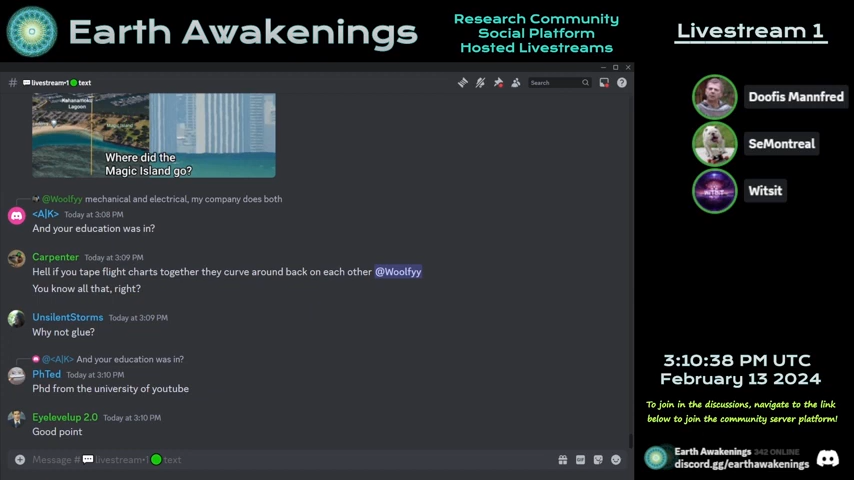 Earth Awakenings
Research Community
Social Platform
Hosted Livestreams
Livestream 1
# livestream•1 text
Search
Lagoon
Magic Island
Where did the
Magic Island go?
@Woolfyy mechanical and electrical, my company does both
<A|K> Today at 3:08 PM
And your education was in?
Carpenter Today at 3:09 PM
Hell if you tape flight charts together they curve around back on each other @Woolfyy
You know all that, right?
UnsilentStorms Today at 3:09 PM
Why not glue?
@<A|K> And your education was in?
PhTed Today at 3:10 PM
Phd from the university of youtube
Eyelevelup 2.0 Today at 3:10 PM
Good point
Message # livestream•1 text
GIF
Doofis Mannfred
SeMontreal
WITSIT
Witsit
3:10:38 PM UTC
February 13 2024
To join in the discussions, navigate to the link
below to join the community server platform!
Earth Awakenings 342 ONLINE
discord.gg/earthawakenings